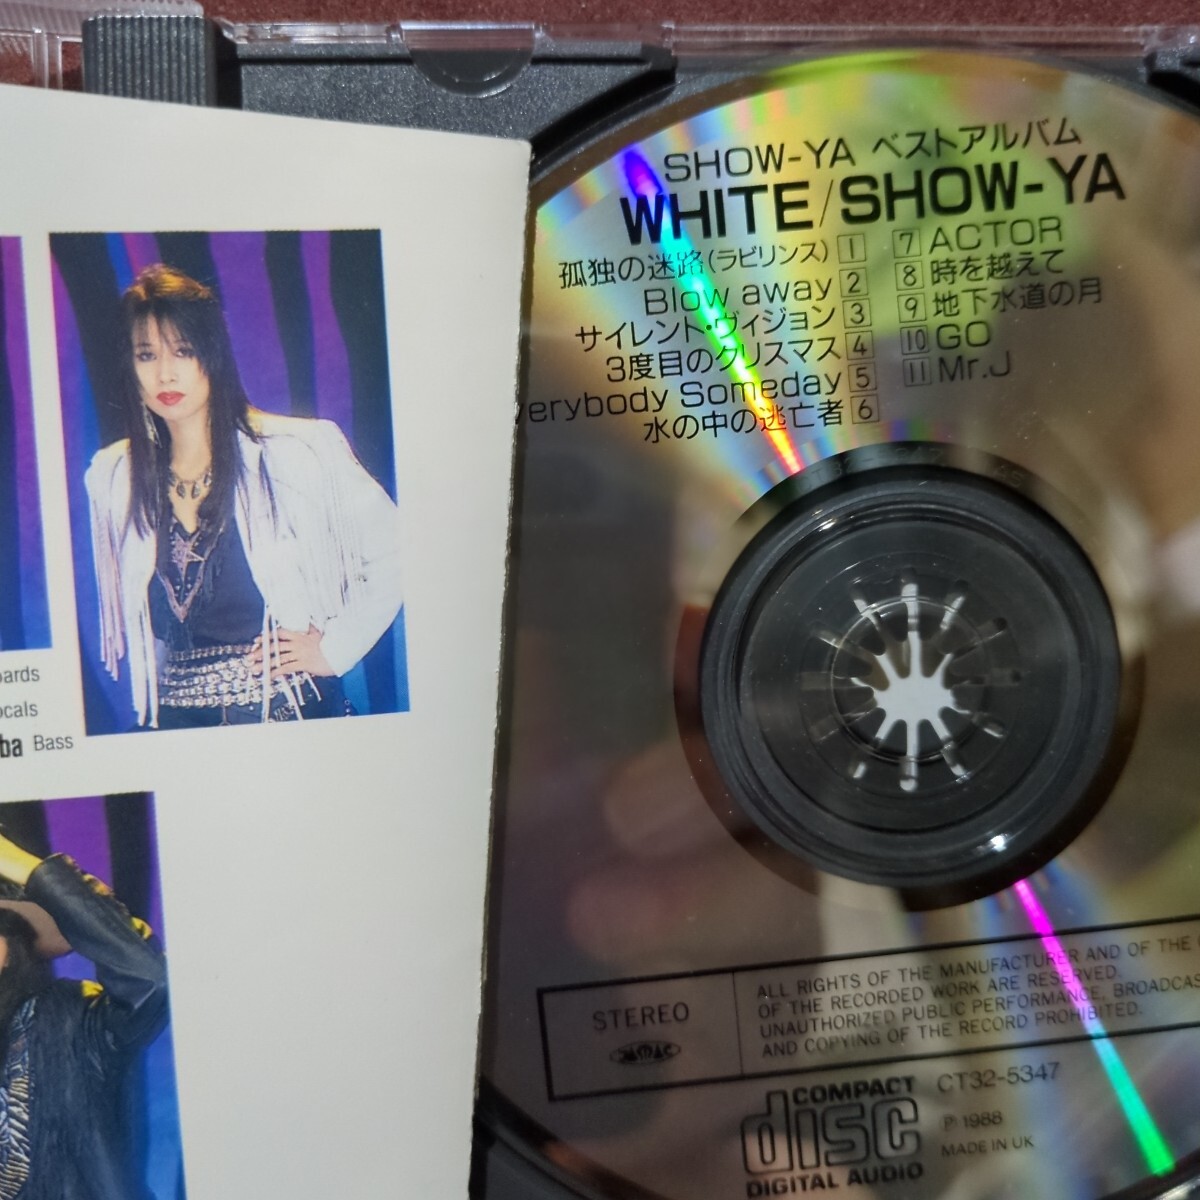 SHOW-YA ベストアルバム
WHITE/SHOW-YA
孤独の迷路(ラビリンス) 1
Blow away 2
サイレント・ヴィジョン 3
3度目のクリスマス 4
verybody Someday 5
水の中の逃亡者 6
7 ACTOR
8 時を越えて
9 地下水道の月
10 GO
11 Mr.J
oards
ocals
ba Bass
STEREO
ALL RIGHTS OF THE MANUFACTURER AND OF THE
OF THE RECORDED WORK ARE RESERVED.
UNAUTHORIZED PUBLIC PERFORMANCE, BROADCAS
AND COPYING OF THE RECORD PROHIBITED.
COMPACT
disc
DIGITAL AUDIO
CT32-5347
℗ 1988
MADE IN UK